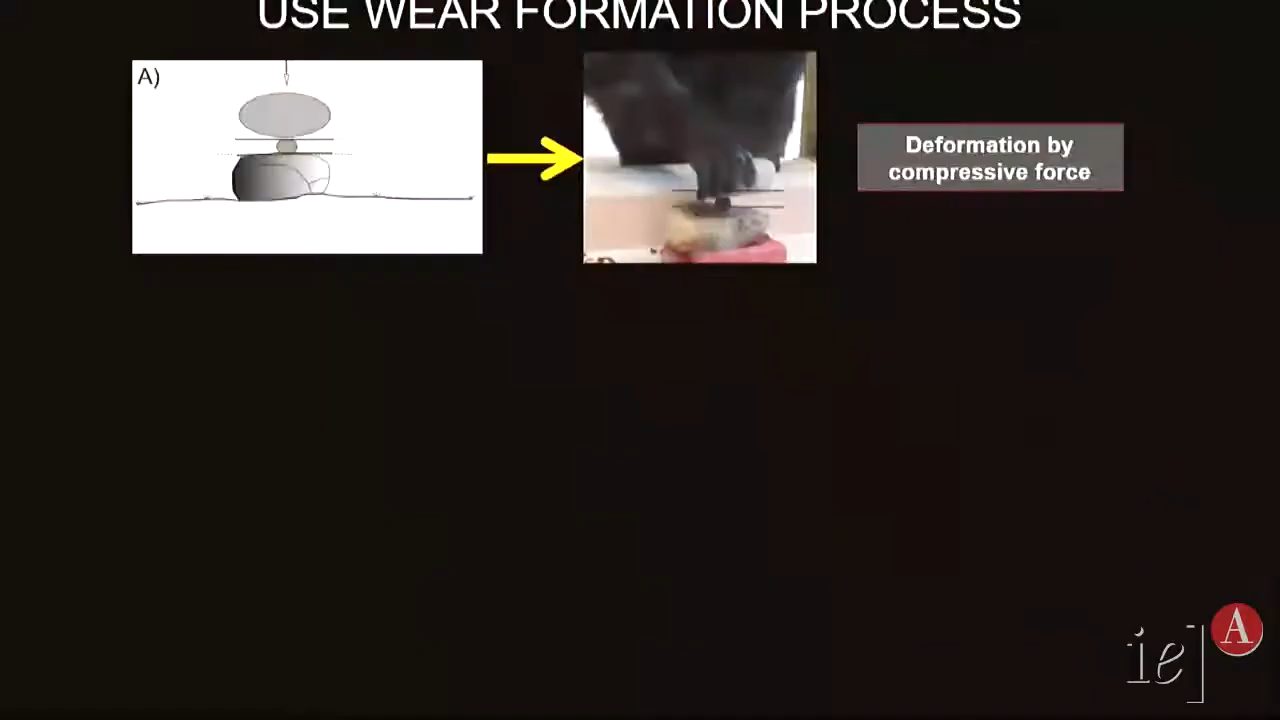 USE WEAR FORMATION PROCESS
A)
Deformation by
compressive force
ie]
A